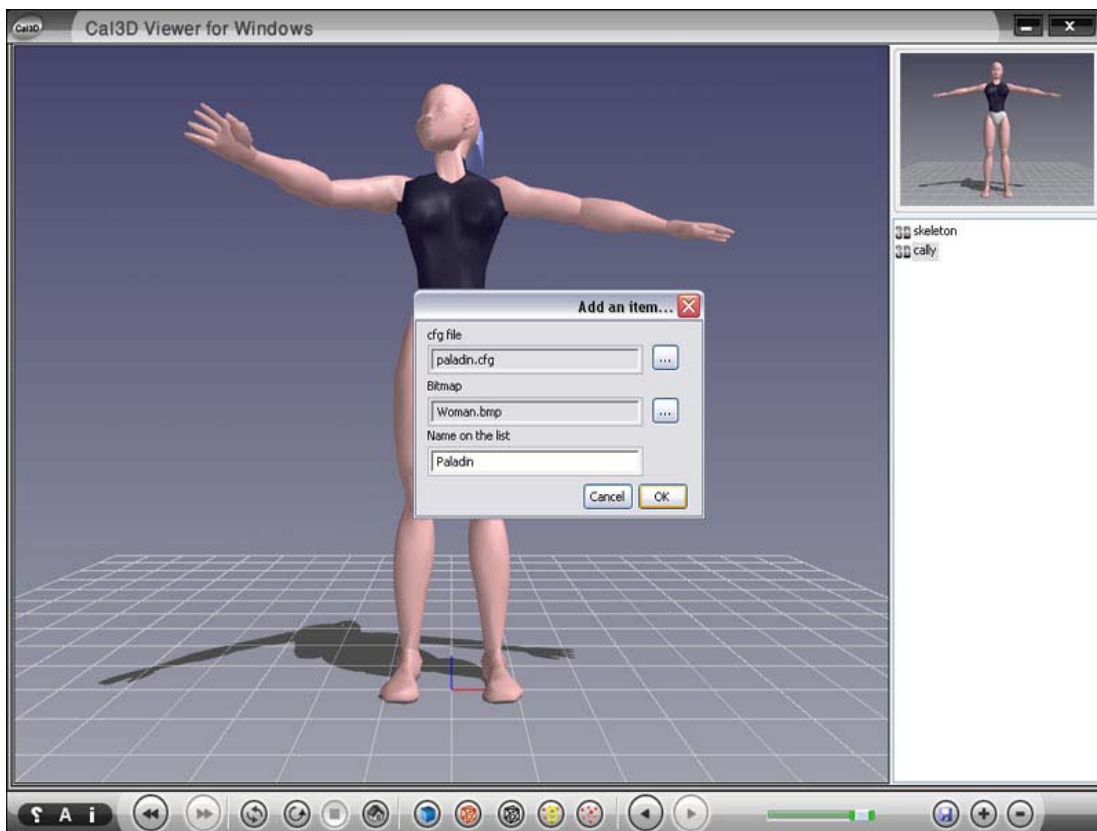 Cal3D
Cal3D Viewer for Windows
skeleton
cally
Add an item...
cfg file
paladin.cfg
...
Bitmap
Woman.bmp
...
Name on the list
Paladin
Cancel
OK
? A i